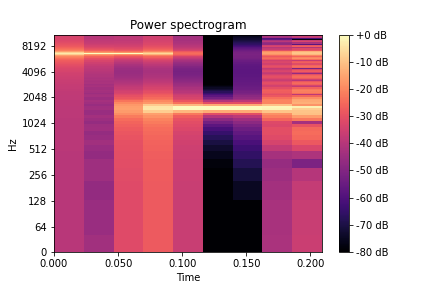 Power spectrogram
8192
4096
2048
1024
512
256
128
64
0
Hz
0.000 0.050 0.100 0.150 0.200
Time
+0 dB
-10 dB
-20 dB
-30 dB
-40 dB
-50 dB
-60 dB
-70 dB
-80 dB